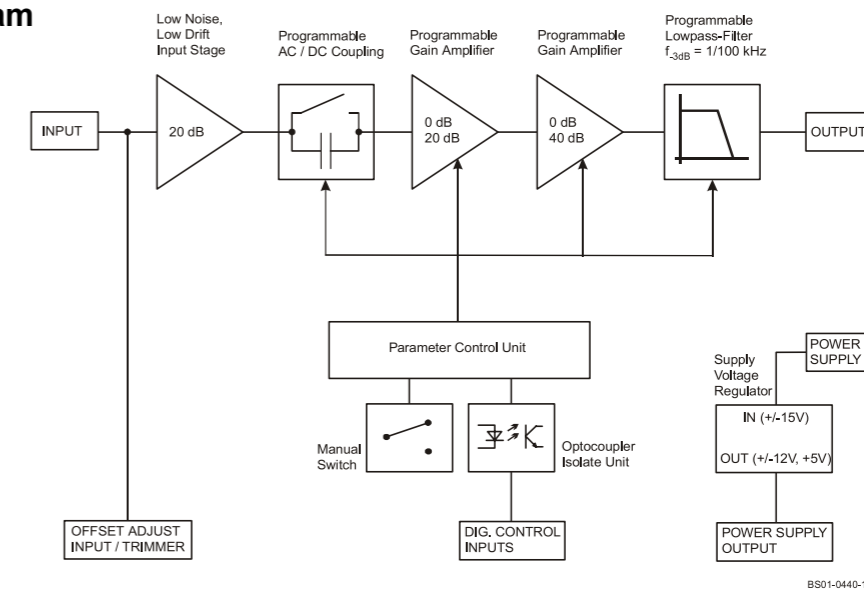 am
Low Noise,
Low Drift
Input Stage
Programmable
AC / DC Coupling
Programmable
Gain Amplifier
Programmable
Gain Amplifier
Programmable
Lowpass-Filter
f-3dB = 1/100 kHz
INPUT
20 dB
0 dB
20 dB
0 dB
40 dB
OUTPUT
Parameter Control Unit
Manual
Switch
Optocoupler
Isolate Unit
Supply
Voltage
Regulator
POWER
SUPPLY
IN (+/-15V)
OUT (+/-12V, +5V)
OFFSET ADJUST
INPUT / TRIMMER
DIG. CONTROL
INPUTS
POWER SUPPLY
OUTPUT
BS01-0440-1